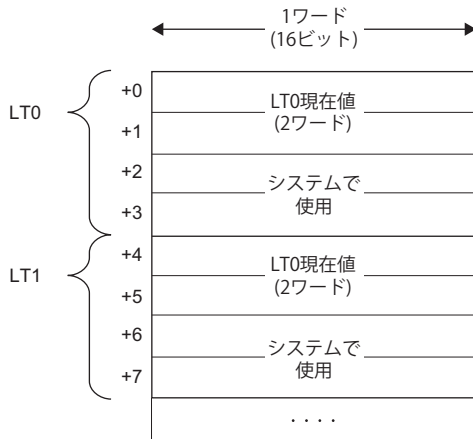 1ワード
(16ビット)
LT0
+0
LT0現在値
(2ワード)
+1
+2
システムで
使用
+3
LT1
+4
LT0現在値
(2ワード)
+5
+6
システムで
使用
+7
・・・・